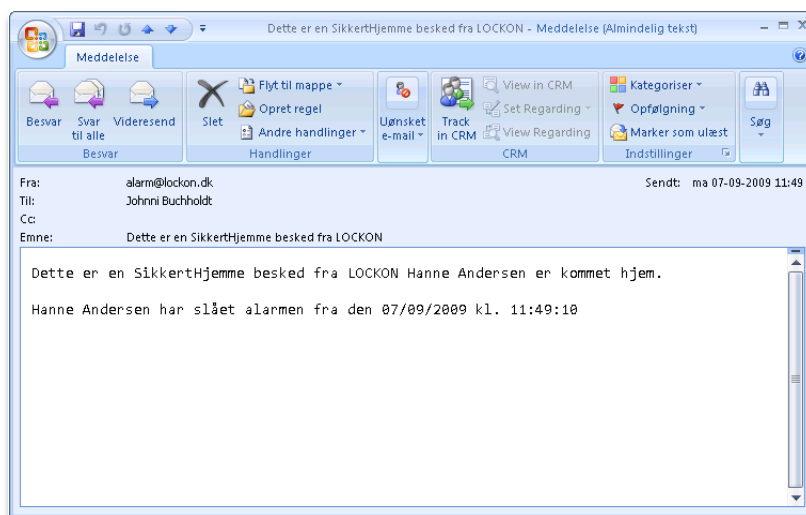 Dette er en SikkertHjemme besked fra LOCKON - Meddelelse (Almindelig tekst)
Meddelelse
Besvar
Svar til alle
Videresend
Besvar
Slet
Flyt til mappe
Opret regel
Andre handlinger
Handlinger
Uønsket e-mail
Track in CRM
View in CRM
Set Regarding
View Regarding
CRM
Kategoriser
Opfølgning
Marker som ulæst
Indstillinger
Søg
Fra: alarm@lockon.dk Sendt: ma 07-09-2009 11:49
Til: Johnni Buchholdt
Cc:
Emne: Dette er en SikkertHjemme besked fra LOCKON
Dette er en SikkertHjemme besked fra LOCKON Hanne Andersen er kommet hjem.
Hanne Andersen har slået alarmen fra den 07/09/2009 kl. 11:49:10